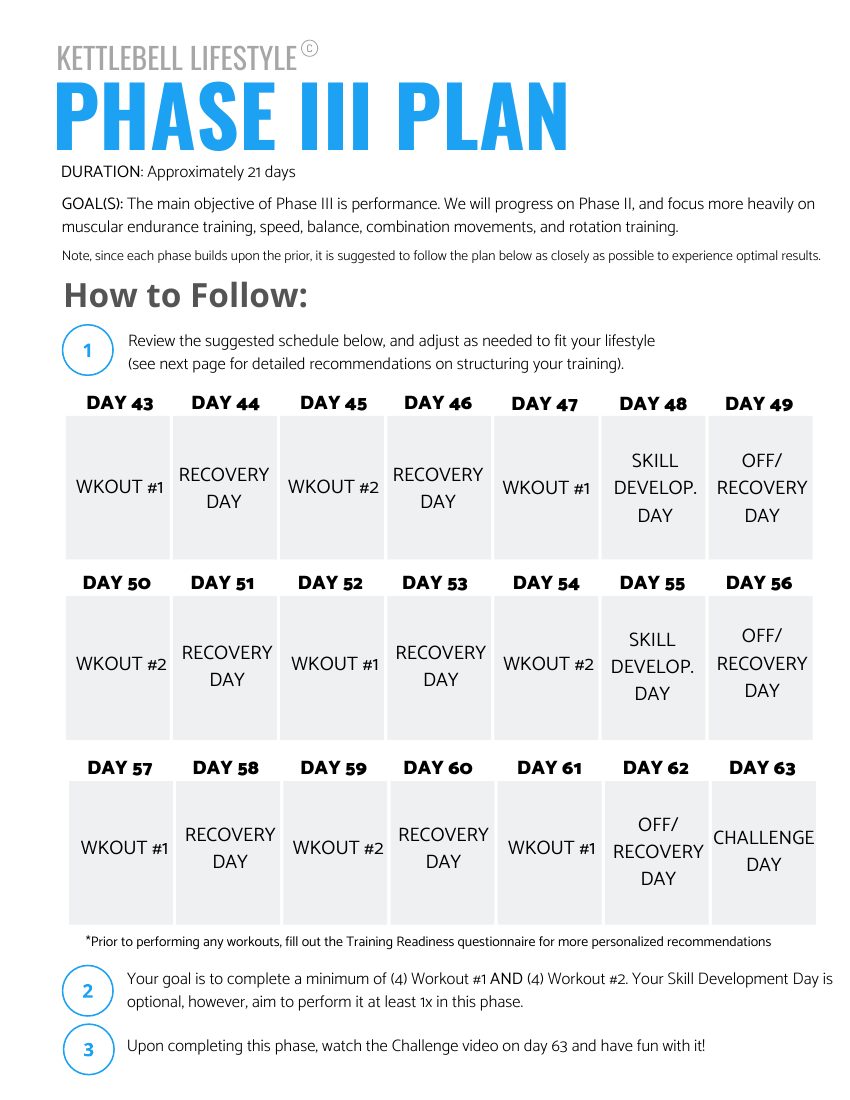 KETTLEBELL LIFESTYLE ©
PHASE III PLAN
DURATION: Approximately 21 days
GOAL(S): The main objective of Phase III is performance. We will progress on Phase II, and focus more heavily on
muscular endurance training, speed, balance, combination movements, and rotation training.
Note, since each phase builds upon the prior, it is suggested to follow the plan below as closely as possible to experience optimal results.
How to Follow:
1
Review the suggested schedule below, and adjust as needed to fit your lifestyle
(see next page for detailed recommendations on structuring your training).
DAY 43 DAY 44 DAY 45 DAY 46 DAY 47 DAY 48 DAY 49
WKOUT #1
RECOVERY
DAY
WKOUT #2
RECOVERY
DAY
WKOUT #1
SKILL
DEVELOP.
DAY
OFF/
RECOVERY
DAY
DAY 50 DAY 51 DAY 52 DAY 53 DAY 54 DAY 55 DAY 56
WKOUT #2
RECOVERY
DAY
WKOUT #1
RECOVERY
DAY
WKOUT #2
SKILL
DEVELOP.
DAY
OFF/
RECOVERY
DAY
DAY 57 DAY 58 DAY 59 DAY 60 DAY 61 DAY 62 DAY 63
WKOUT #1
RECOVERY
DAY
WKOUT #2
RECOVERY
DAY
WKOUT #1
OFF/
RECOVERY
DAY
CHALLENGE
DAY
*Prior to performing any workouts, fill out the Training Readiness questionnaire for more personalized recommendations
2
Your goal is to complete a minimum of (4) Workout #1 AND (4) Workout #2. Your Skill Development Day is
optional, however, aim to perform it at least 1x in this phase.
3
Upon completing this phase, watch the Challenge video on day 63 and have fun with it!